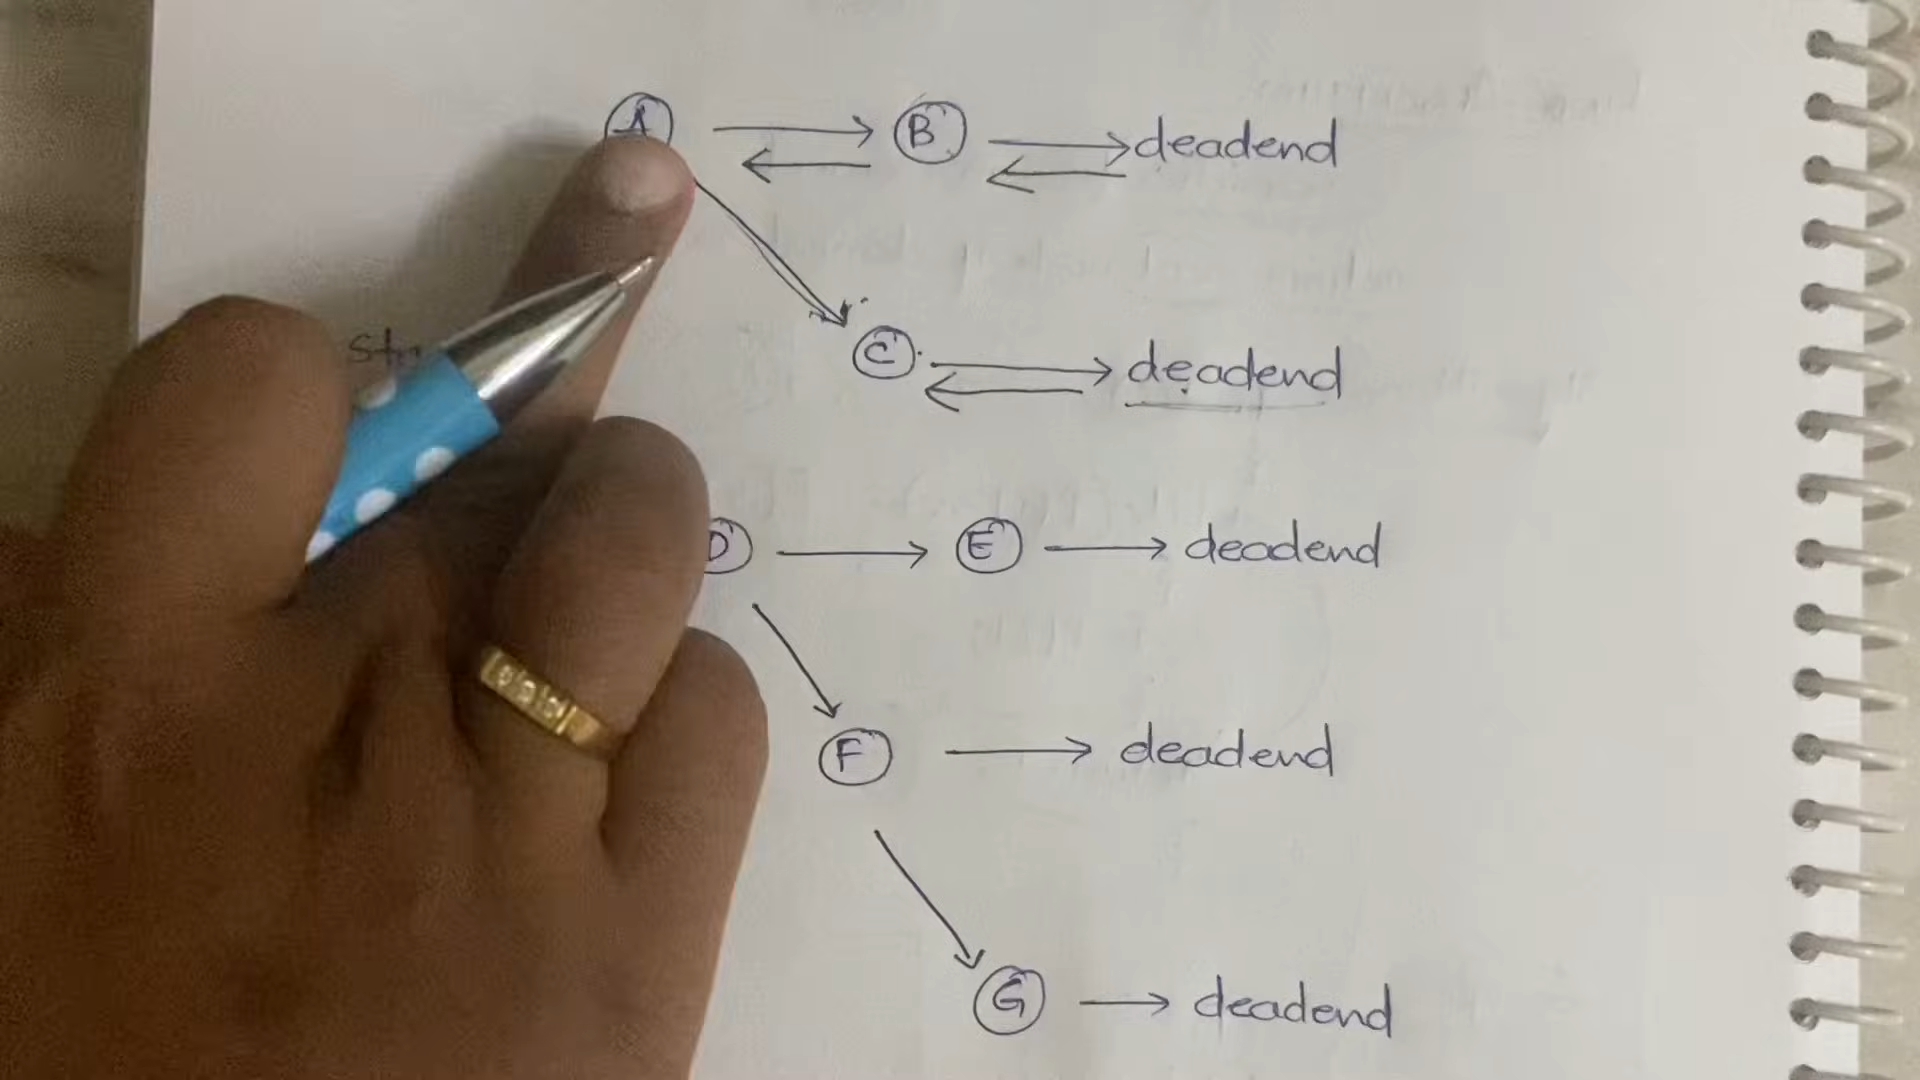 A → B → deadend
C → deadend
D → E → deadend
F → deadend
G → deadend